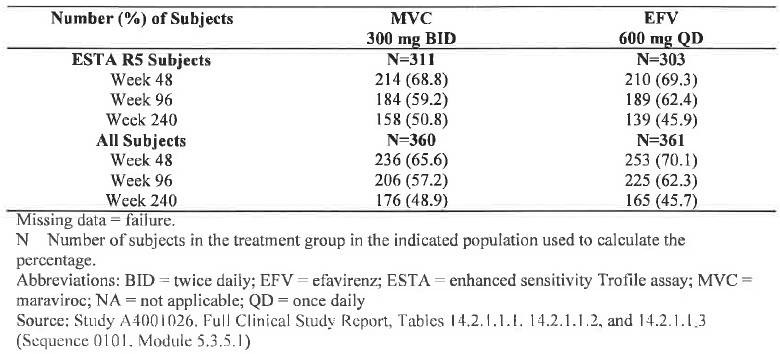 Number (%) of Subjects MVC EFV
300 mg BID 600 mg QD
ESTA R5 Subjects N=311 N=303
Week 48 214 (68.8) 210 (69.3)
Week 96 184 (59.2) 189 (62.4)
Week 240 158 (50.8) 139 (45.9)
All Subjects N=360 N=361
Week 48 236 (65.6) 253 (70.1)
Week 96 206 (57.2) 225 (62.3)
Week 240 176 (48.9) 165 (45.7)
Missing data = failure.
N Number of subjects in the treatment group in the indicated population used to calculate the
percentage.
Abbreviations: BID = twice daily; EFV = efavirenz; ESTA = enhanced sensitivity Trofile assay; MVC =
maraviroc; NA = not applicable; QD = once daily
Source: Study A4001026, Full Clinical Study Report, Tables 14.2.1.1.1, 14.2.1.1.2, and 14.2.1.1.3
(Sequence 0101, Module 5.3.5.1)